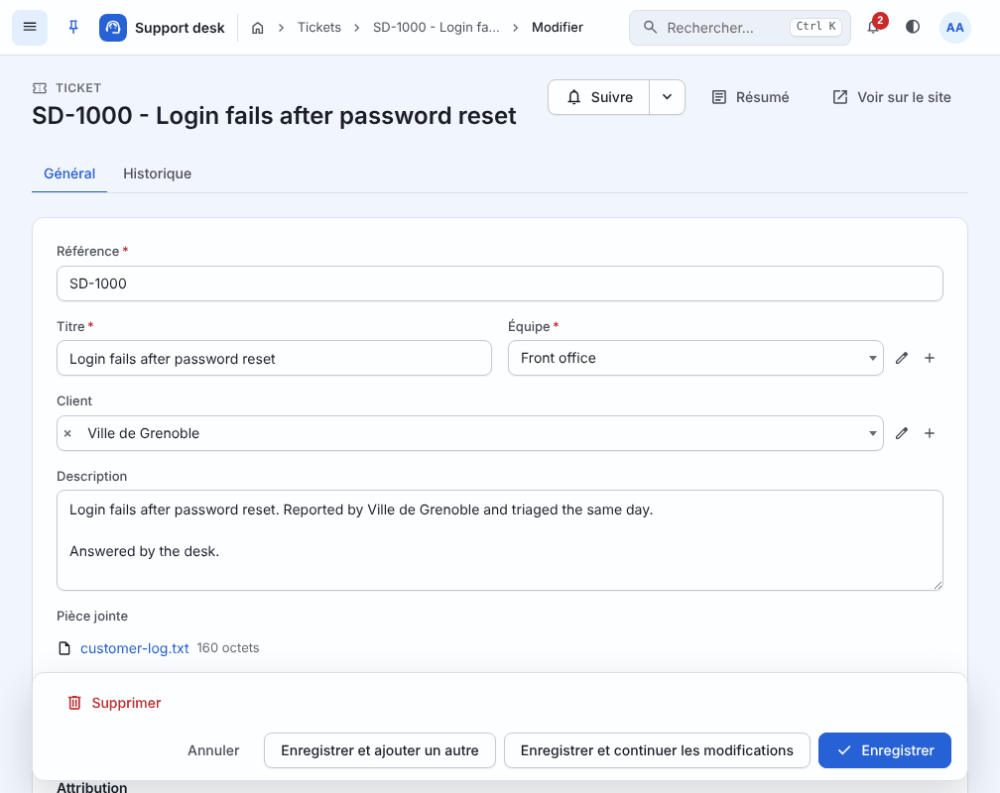 Support desk
Tickets
SD-1000 - Login fa...
Modifier
Rechercher...
Ctrl K
2
AA
TICKET
SD-1000 - Login fails after password reset
Suivre
Résumé
Voir sur le site
Général
Historique
Référence *
SD-1000
Titre *
Équipe *
Login fails after password reset
Front office
Client
× Ville de Grenoble
Description
Login fails after password reset. Reported by Ville de Grenoble and triaged the same day.
Answered by the desk.
Pièce jointe
customer-log.txt 160 octets
Supprimer
Annuler
Enregistrer et ajouter un autre
Enregistrer et continuer les modifications
Enregistrer
Attribution